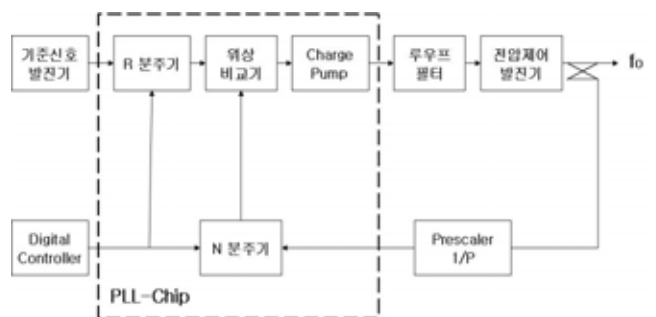 기준신호
발진기
R 분주기
위상
비교기
Charge
Pump
루우프
필터
전압제어
발진기
fo
Digital
Controller
N 분주기
Prescaler
1/P
PLL-Chip